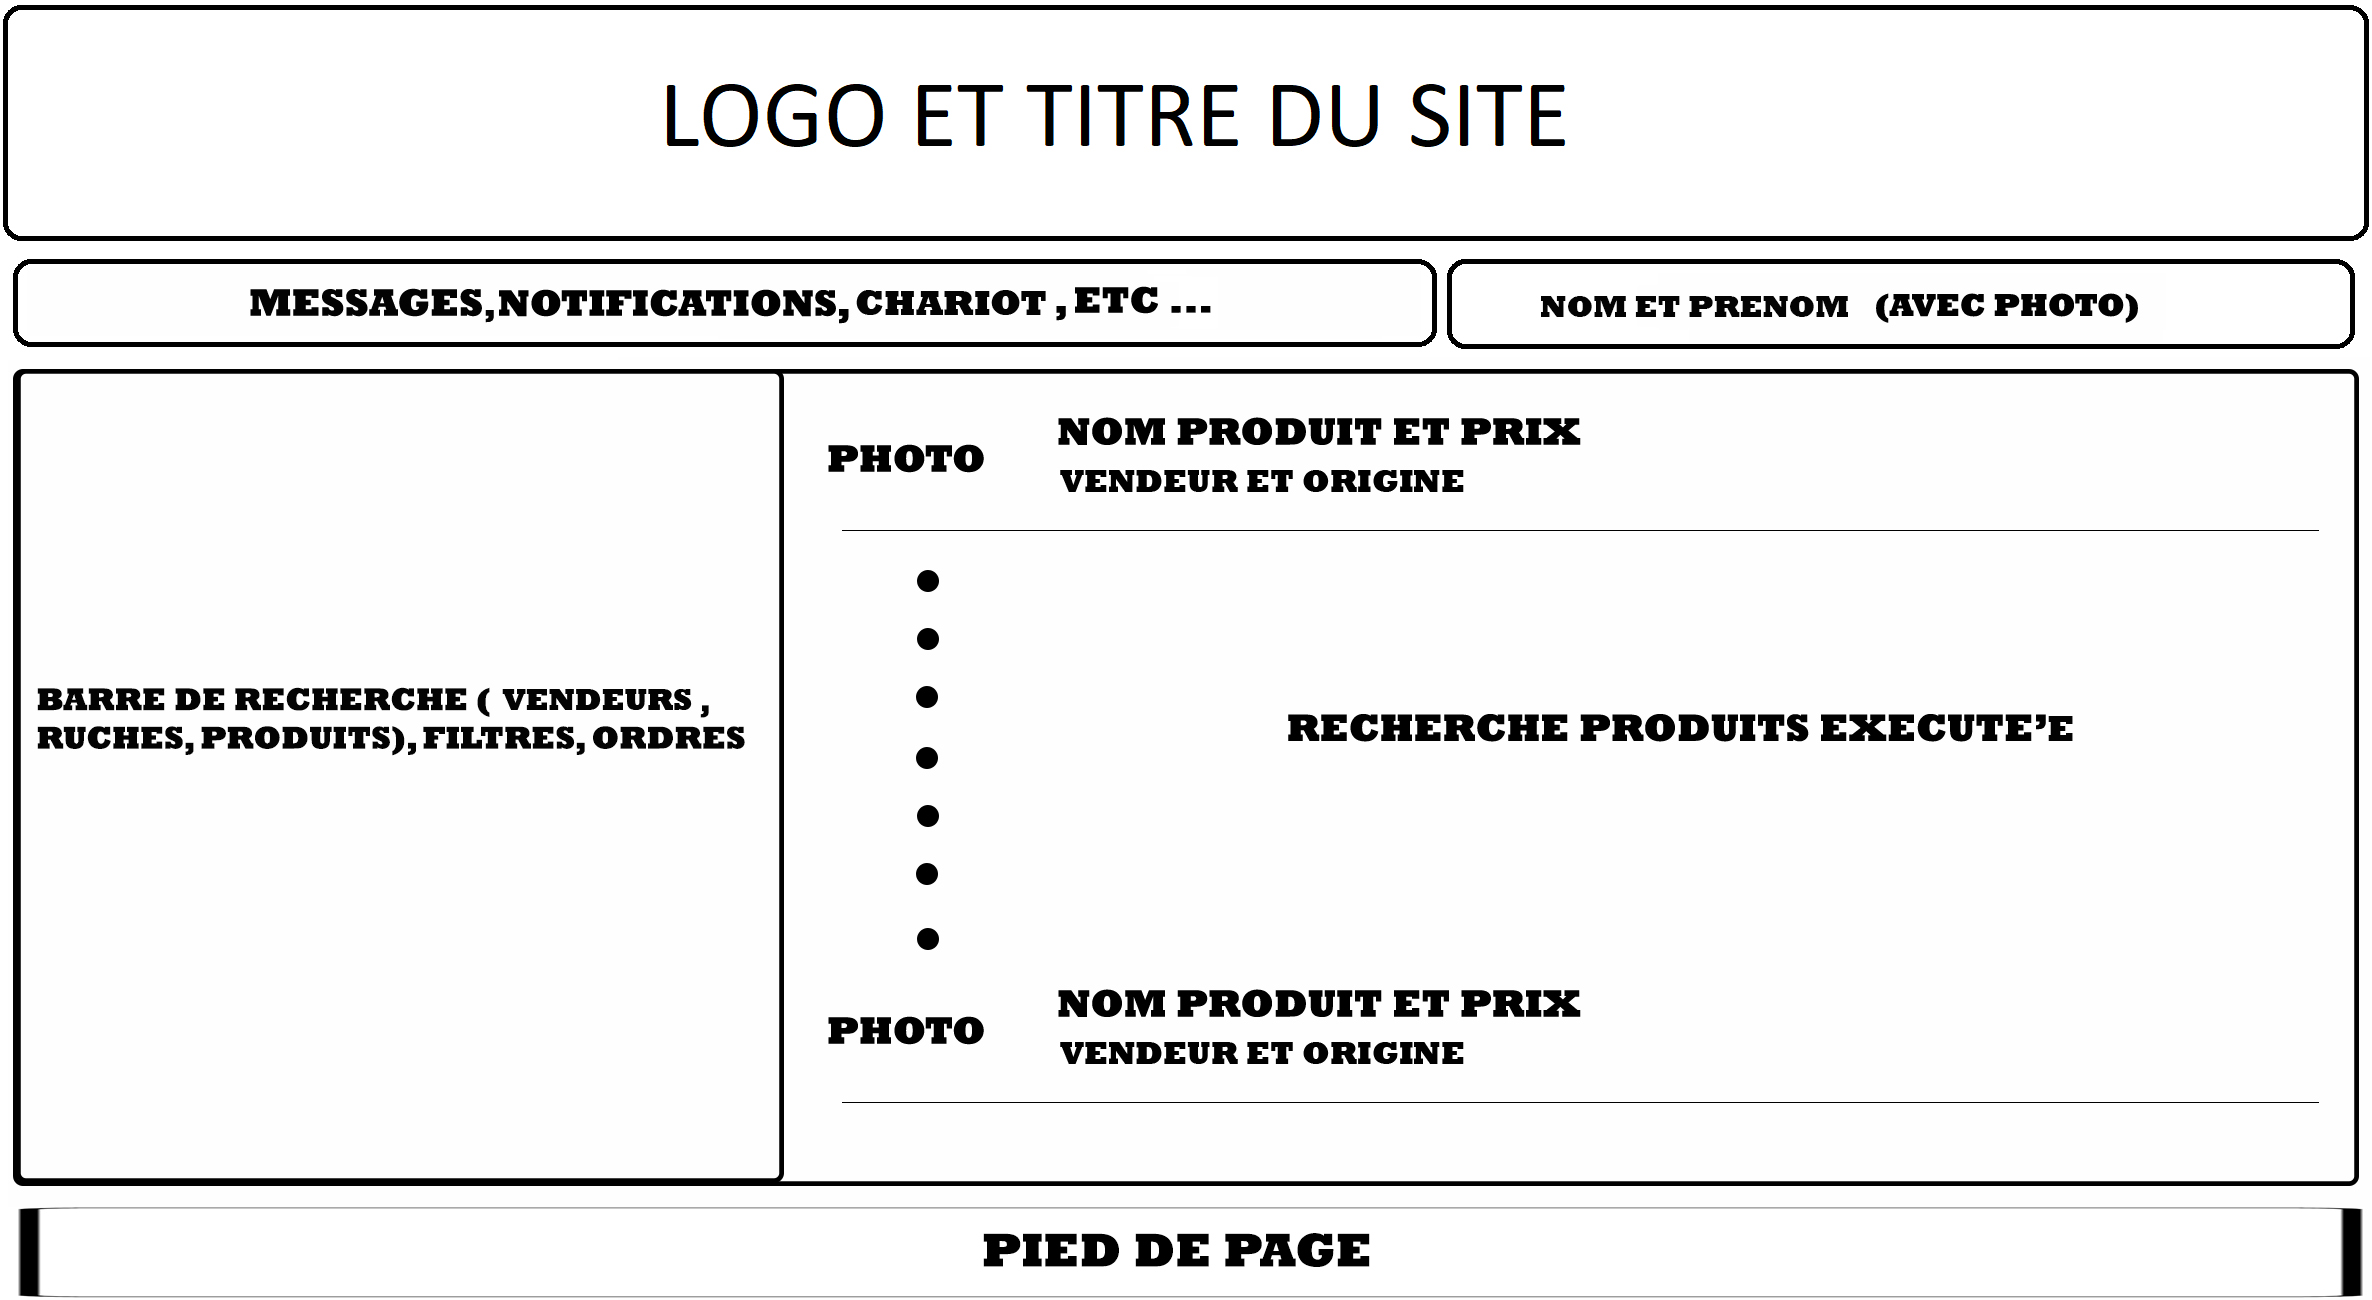 LOGO ET TITRE DU SITE
MESSAGES,NOTIFICATIONS,CHARIOT ,ETC ...
NOM ET PRENOM (AVEC PHOTO)
BARRE DE RECHERCHE ( VENDEURS ,
RUCHES, PRODUITS), FILTRES, ORDRES
PHOTO
NOM PRODUIT ET PRIX
VENDEUR ET ORIGINE
RECHERCHE PRODUITS EXECUTE’E
PHOTO
NOM PRODUIT ET PRIX
VENDEUR ET ORIGINE
PIED DE PAGE